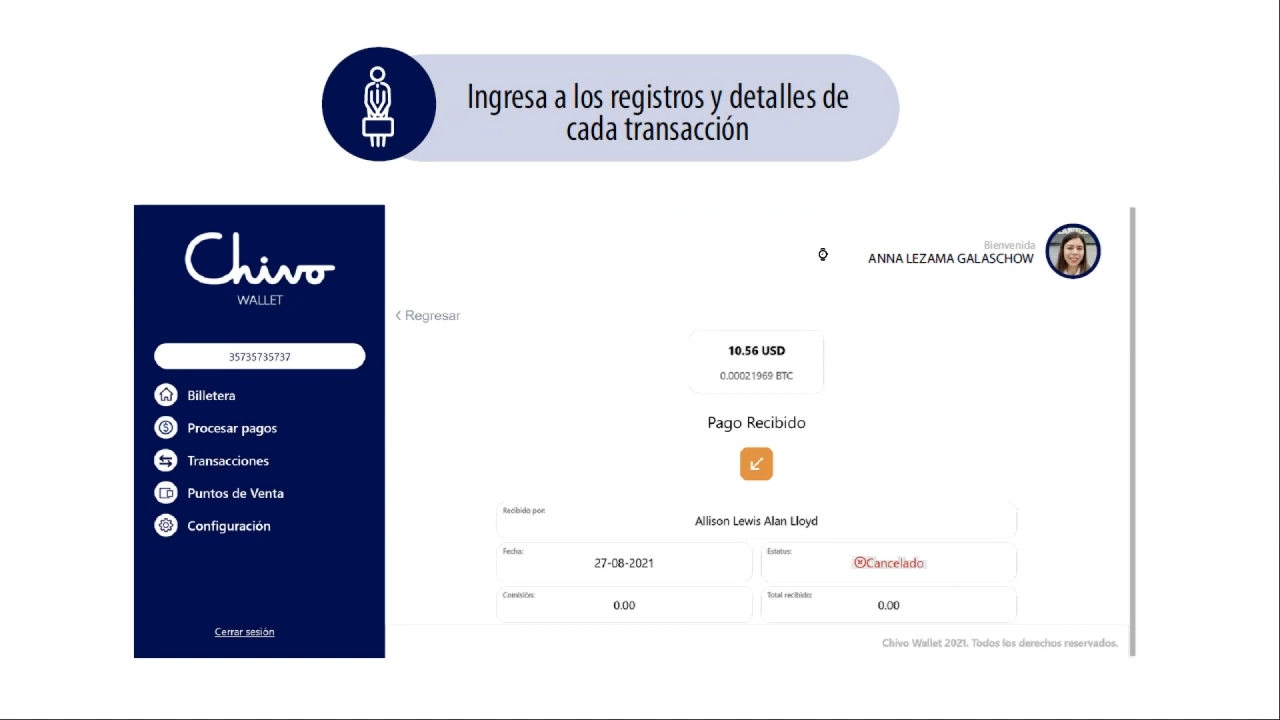 Ingresa a los registros y detalles de
cada transacción
Chivo
WALLET
35735735737
Billetera
Procesar pagos
Transacciones
Puntos de Venta
Configuración
Cerrar sesión
Bienvenida
ANNA LEZAMA GALASCHOW
< Regresar
10.56 USD
0.00021969 BTC
Pago Recibido
Recibido por:
Allison Lewis Alan Lloyd
Fecha:
27-08-2021
Estatus:
Cancelado
Comisión:
0.00
Total recibido:
0.00
Chivo Wallet 2021. Todos los derechos reservados.